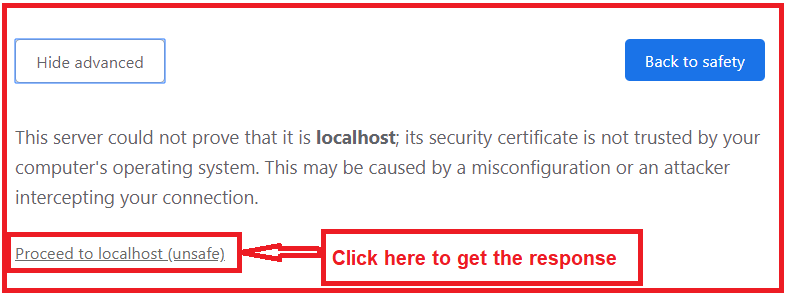 Hide advanced
Back to safety
This server could not prove that it is localhost; its security certificate is not trusted by your
computer's operating system. This may be caused by a misconfiguration or an attacker
intercepting your connection.
Proceed to localhost (unsafe)
Click here to get the response